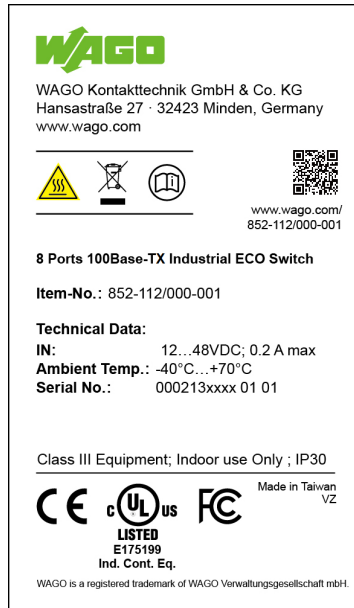 WAGO
WAGO Kontakttechnik GmbH & Co. KG
Hansastraße 27 · 32423 Minden, Germany
www.wago.com
www.wago.com/
852-112/000-001
8 Ports 100Base-TX Industrial ECO Switch
Item-No.: 852-112/000-001
Technical Data:
IN: 12...48VDC; 0.2 A max
Ambient Temp.: -40°C...+70°C
Serial No.: 000213xxxx 01 01
Class III Equipment; Indoor use Only ; IP30
CE c UL US FC
LISTED
E175199
Ind. Cont. Eq.
Made in Taiwan
VZ
WAGO is a registered trademark of WAGO Verwaltungsgesellschaft mbH.